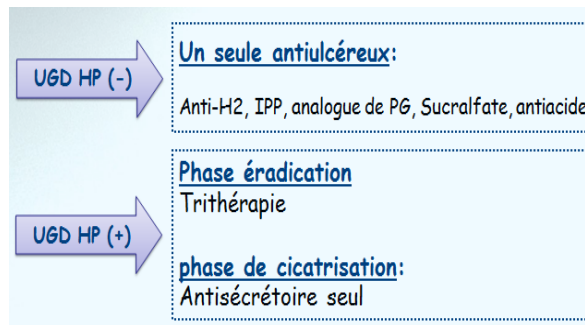 UGD HP (-)
Un seule antiulcéreux:
Anti-H2, IPP, analogue de PG, Sucralfate, antiacide
UGD HP (+)
Phase éradication
Trithérapie
phase de cicatrisation:
Antisécrétoire seul